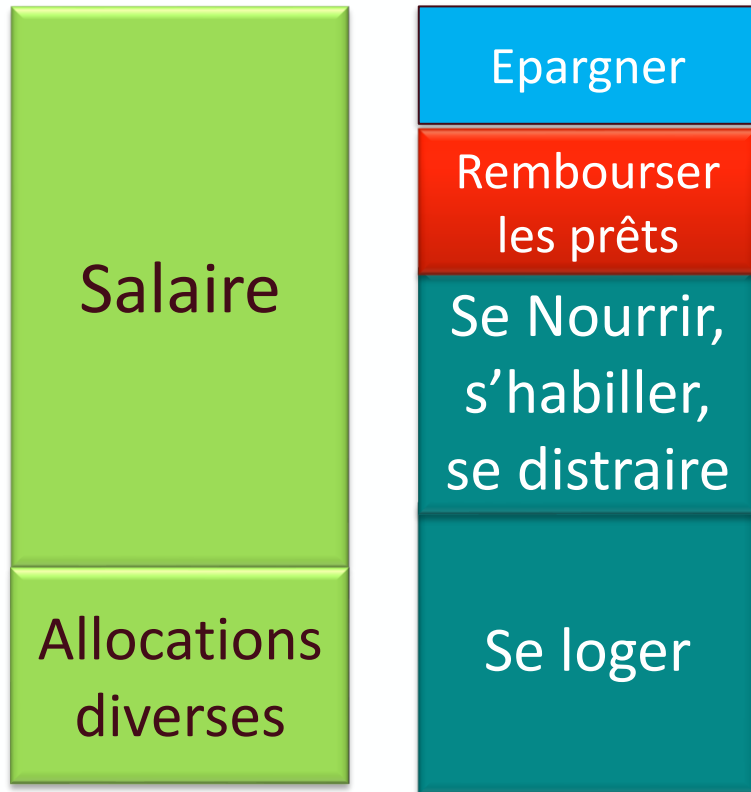 Salaire
Allocations
diverses
Epargner
Rembourser
les prêts
Se Nourrir,
s’habiller,
se distraire
Se loger